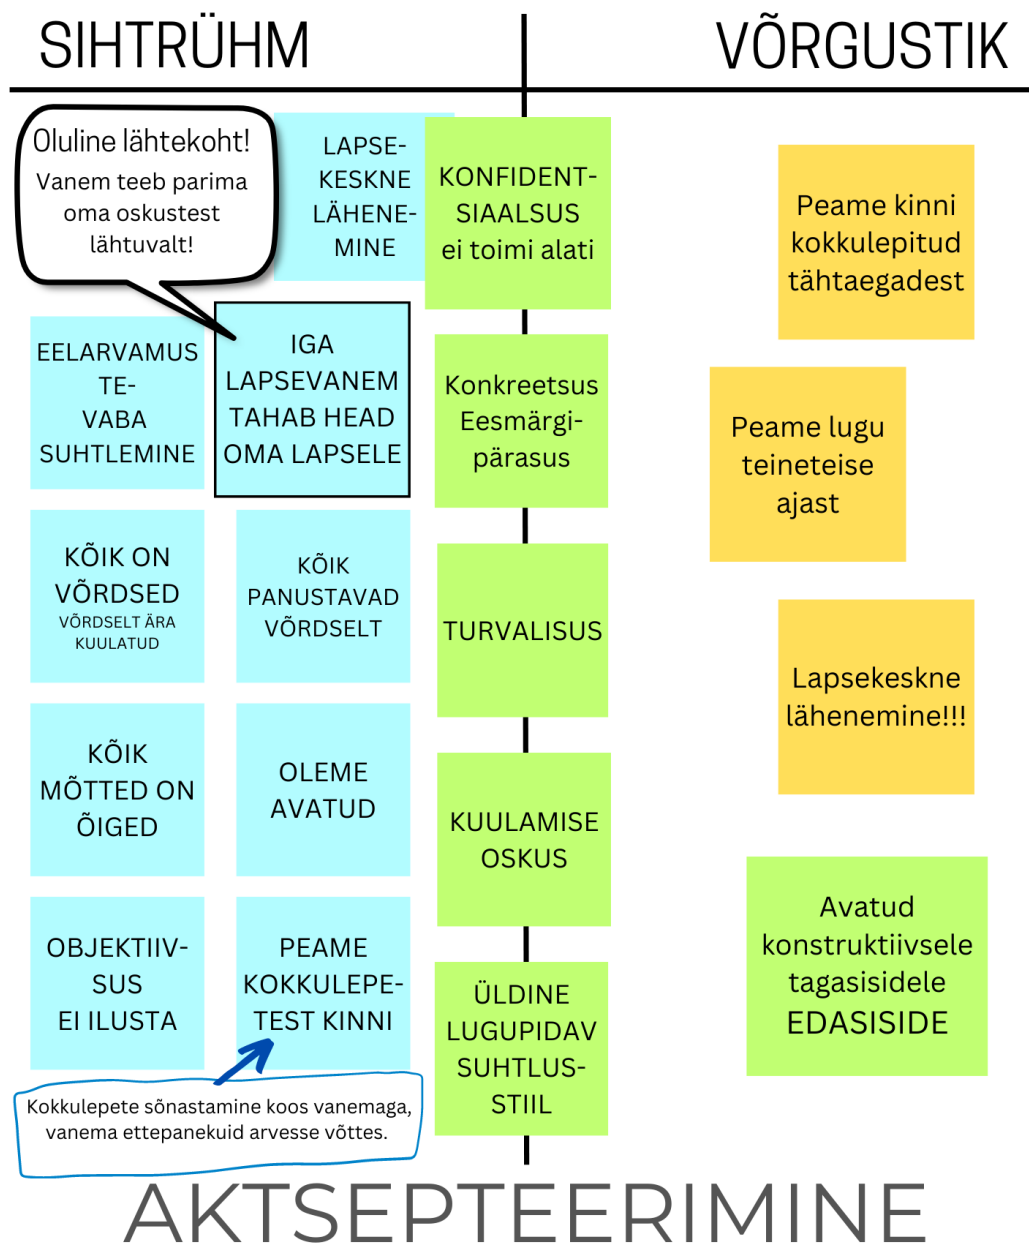 SIHTRÜHM
VÕRGUSTIK
Oluline lähtekoht!
Vanem teeb parima
oma oskustest
lähtuvalt!
LAPSE-
KESKNE
LÄHENE-
MINE
EELARVAMUS
TE-
VABA
SUHTLEMINE
IGA
LAPSEVANEM
TAHAB HEAD
OMA LAPSELE
KÕIK ON
VÕRDSED
VÕRDSELT ÄRA
KUULATUD
KÕIK
PANUSTAVAD
VÕRDSELT
KÕIK
MÕTTED ON
ÕIGED
OLEME
AVATUD
OBJEKTIIV-
SUS
EI ILUSTA
PEAME
KOKKULEPE-
TEST KINNI
Kokkulepete sõnastamine koos vanemaga,
vanema ettepanekuid arvesse võttes.
KONFIDENT-
SIAALSUS
ei toimi alati
Konkreetsus
Eesmärgi-
pärasus
TURVALISUS
KUULAMISE
OSKUS
ÜLDINE
LUGUPIDAV
SUHTLUS-
STIIL
Peame kinni
kokkulepitud
tähtaegadest
Peame lugu
teineteise
ajast
Lapsekeskne
lähenemine!!!
Avatud
konstruktiivsele
tagasisidele
EDASISIDE
AKTSEPTEERIMINE